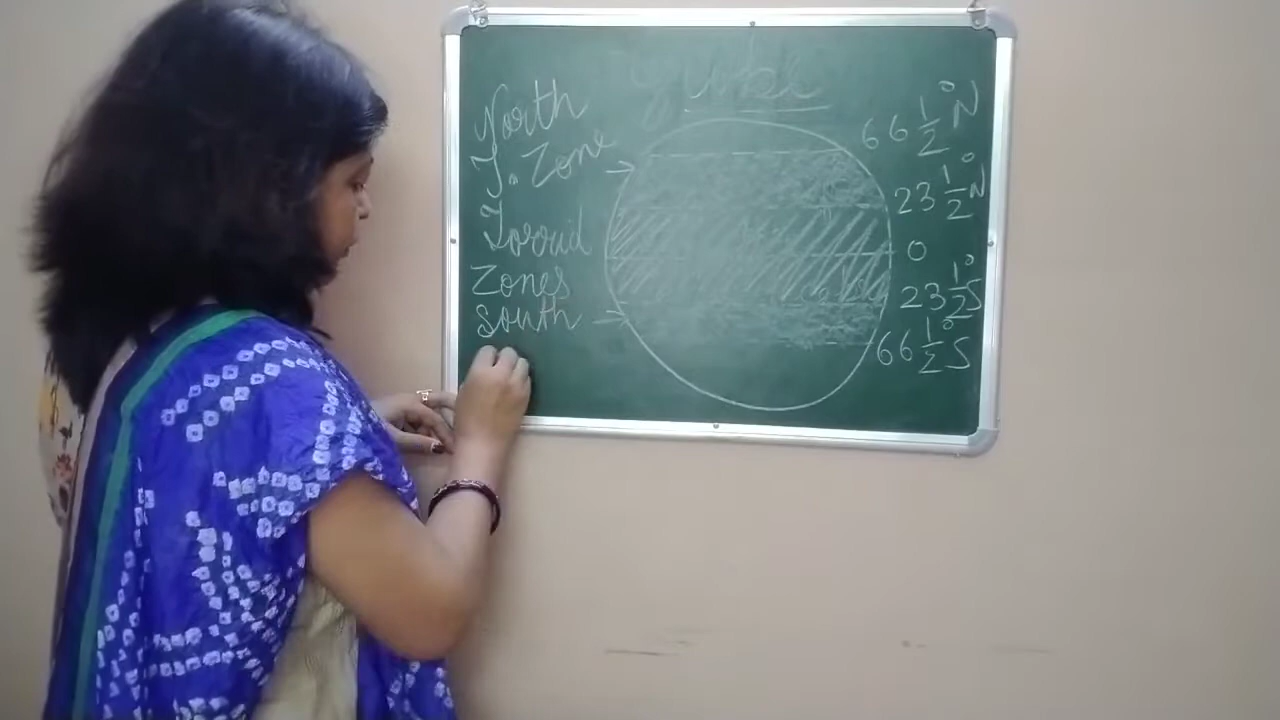 North
T. Zone
Torrid
Zones
South
66 1/2° N
23 1/2° N
0
23 1/2° S
66 1/2° S